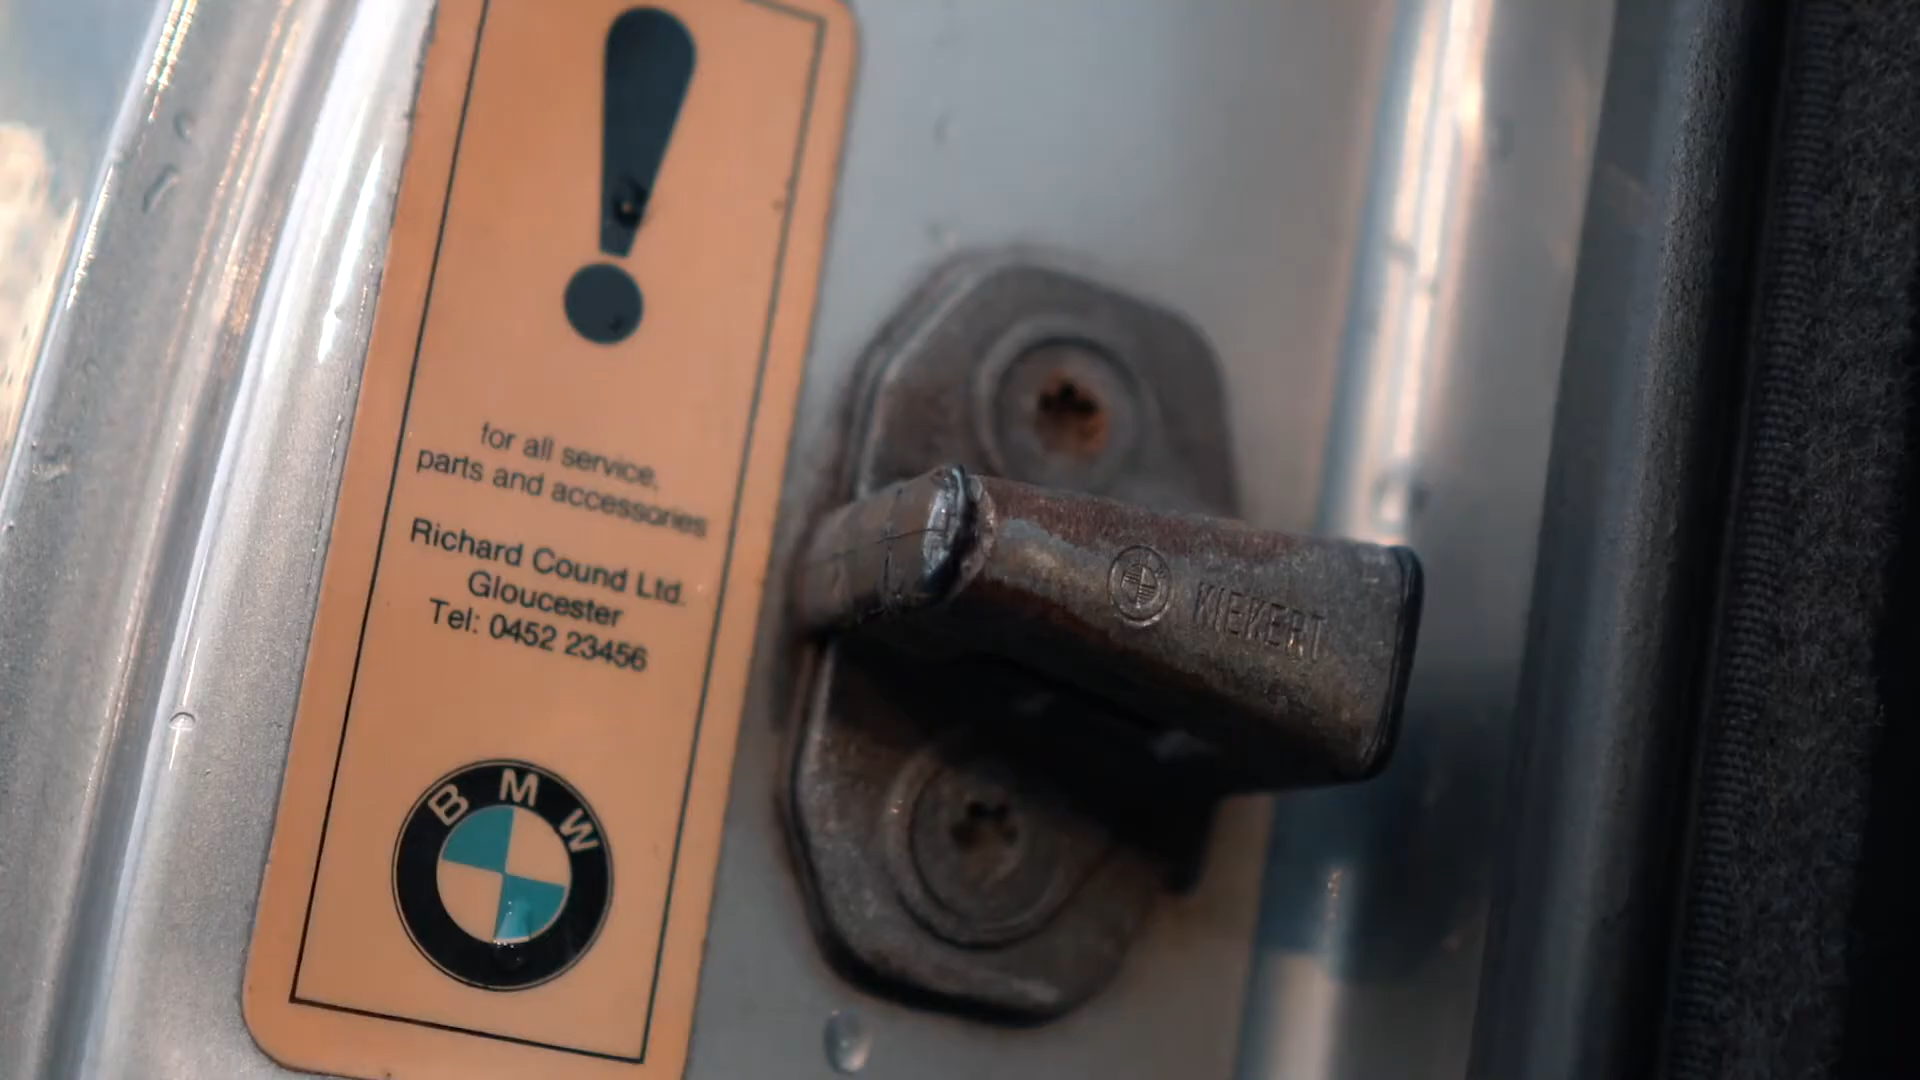 for all service,
parts and accessories
Richard Cound Ltd.
Gloucester
Tel: 0452 23456
BMW
KIEKERT